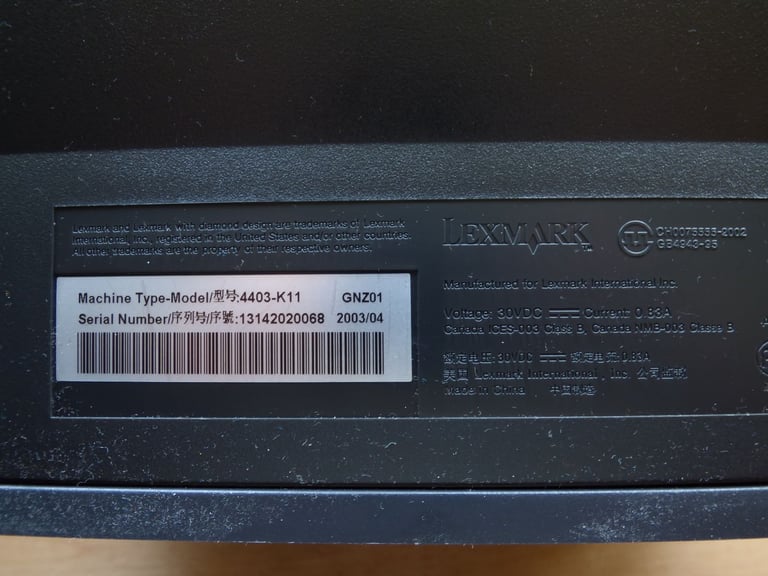 Lexmark and Lexmark with diamond design are trademarks of Lexmark
International, Inc., registered in the United States and/or other countries.
All other trademarks are the property of their respective owners.
Machine Type-Model/型号:4403-K11 GNZ01
Serial Number/序列号/序號:13142020068 2003/04
LEXMARK
CH0075555-2002
GB4943-95
Manufactured for Lexmark International Inc.
Voltage: 30VDC Current: 0.83A
Canada ICES-003 Class B, Canada NMB-003 Classe B
额定电压: 30VDC 额定电流: 0.83A
美国 Lexmark International, Inc 公司监制
Made in China 中国制造